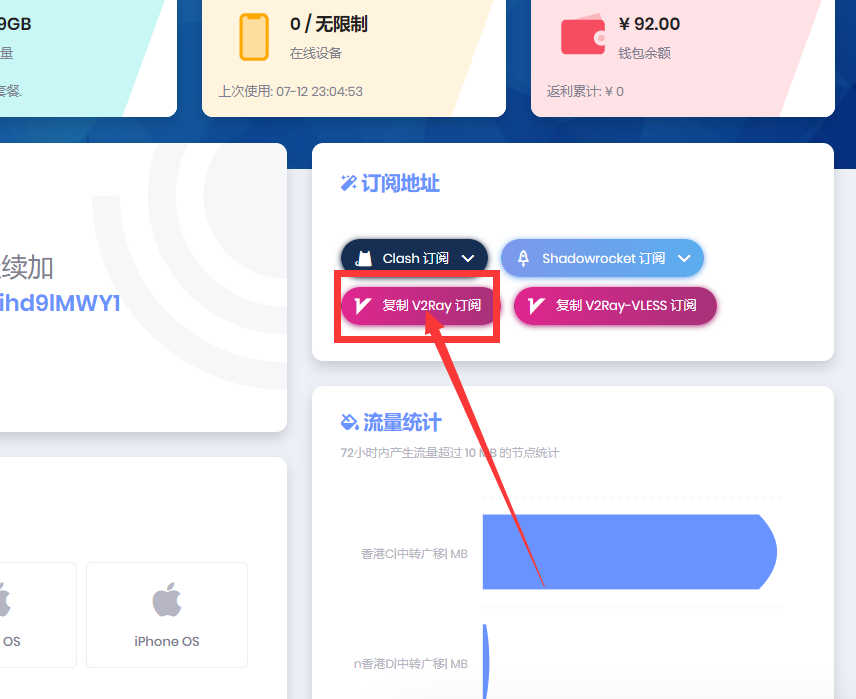 9GB
量
套餐.
0 / 无限制
在线设备
上次使用: 07-12 23:04:53
¥ 92.00
钱包余额
返利累计: ¥ 0
续加
ihd9IMWY1
订阅地址
Clash 订阅
Shadowrocket 订阅
复制 V2Ray 订阅
复制 V2Ray-VLESS 订阅
流量统计
72小时内产生流量超过 10 MB 的节点统计
香港C|中转广移| MB
n香港D|中转广移| MB
OS
iPhone OS